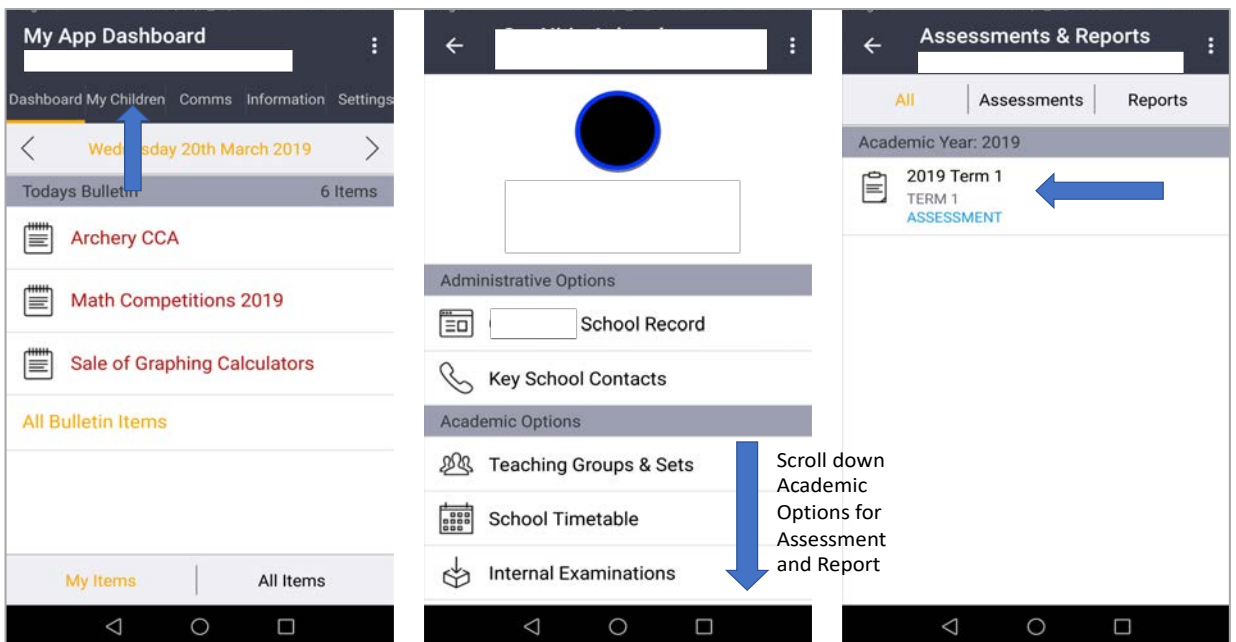 My App Dashboard
Dashboard My Children Comms Information Settings
Wednesday 20th March 2019
Todays Bulletin 6 Items
Archery CCA
Math Competitions 2019
Sale of Graphing Calculators
All Bulletin Items
My Items All Items
Administrative Options
School Record
Key School Contacts
Academic Options
Teaching Groups & Sets
School Timetable
Internal Examinations
Scroll down
Academic
Options for
Assessment
and Report
Assessments & Reports
All Assessments Reports
Academic Year: 2019
2019 Term 1
TERM 1
ASSESSMENT